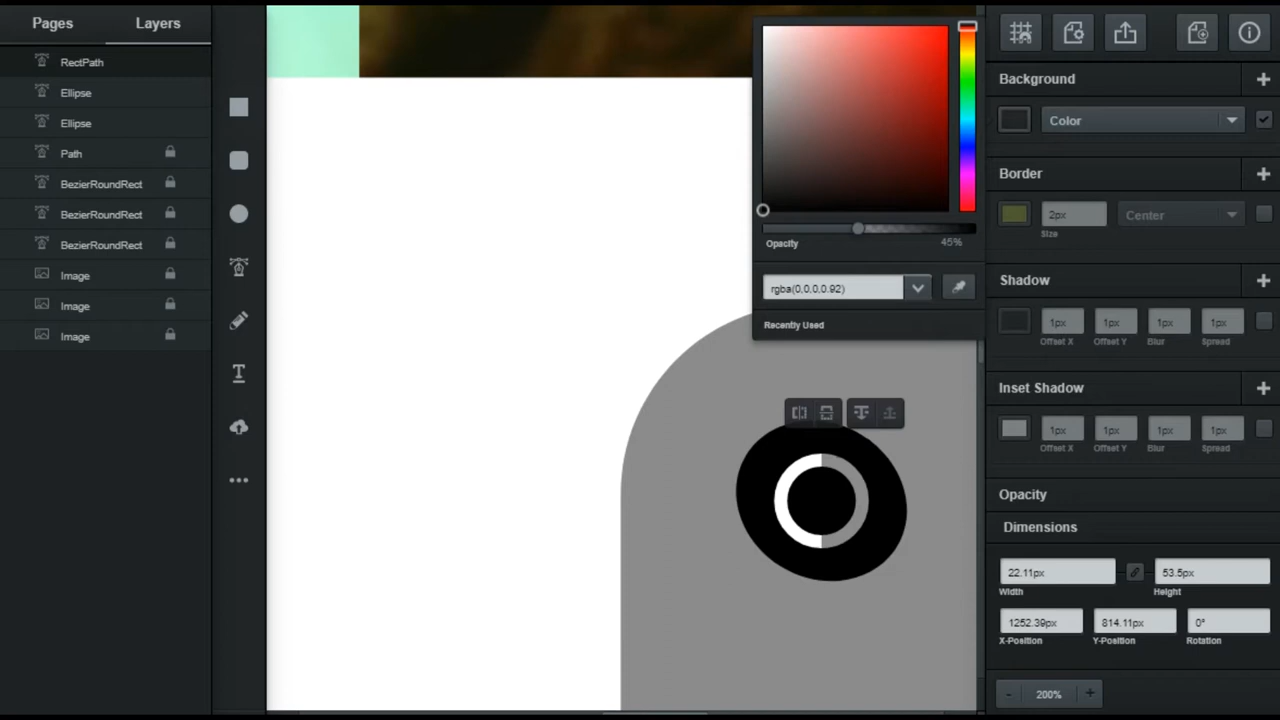 Pages Layers
RectPath
Ellipse
Ellipse
Path
BezierRoundRect
BezierRoundRect
BezierRoundRect
Image
Image
Image
T
Opacity 45%
rgba(0,0,0,0.92)
Recently Used
Background +
Color
Border +
2px Center
Size
Shadow +
1px 1px 1px 1px
Offset X Offset Y Blur Spread
Inset Shadow +
1px 1px 1px 1px
Offset X Offset Y Blur Spread
Opacity
Dimensions
22.11px 53.5px
Width Height
1252.39px 814.11px 0°
X-Position Y-Position Rotation
- 200% +